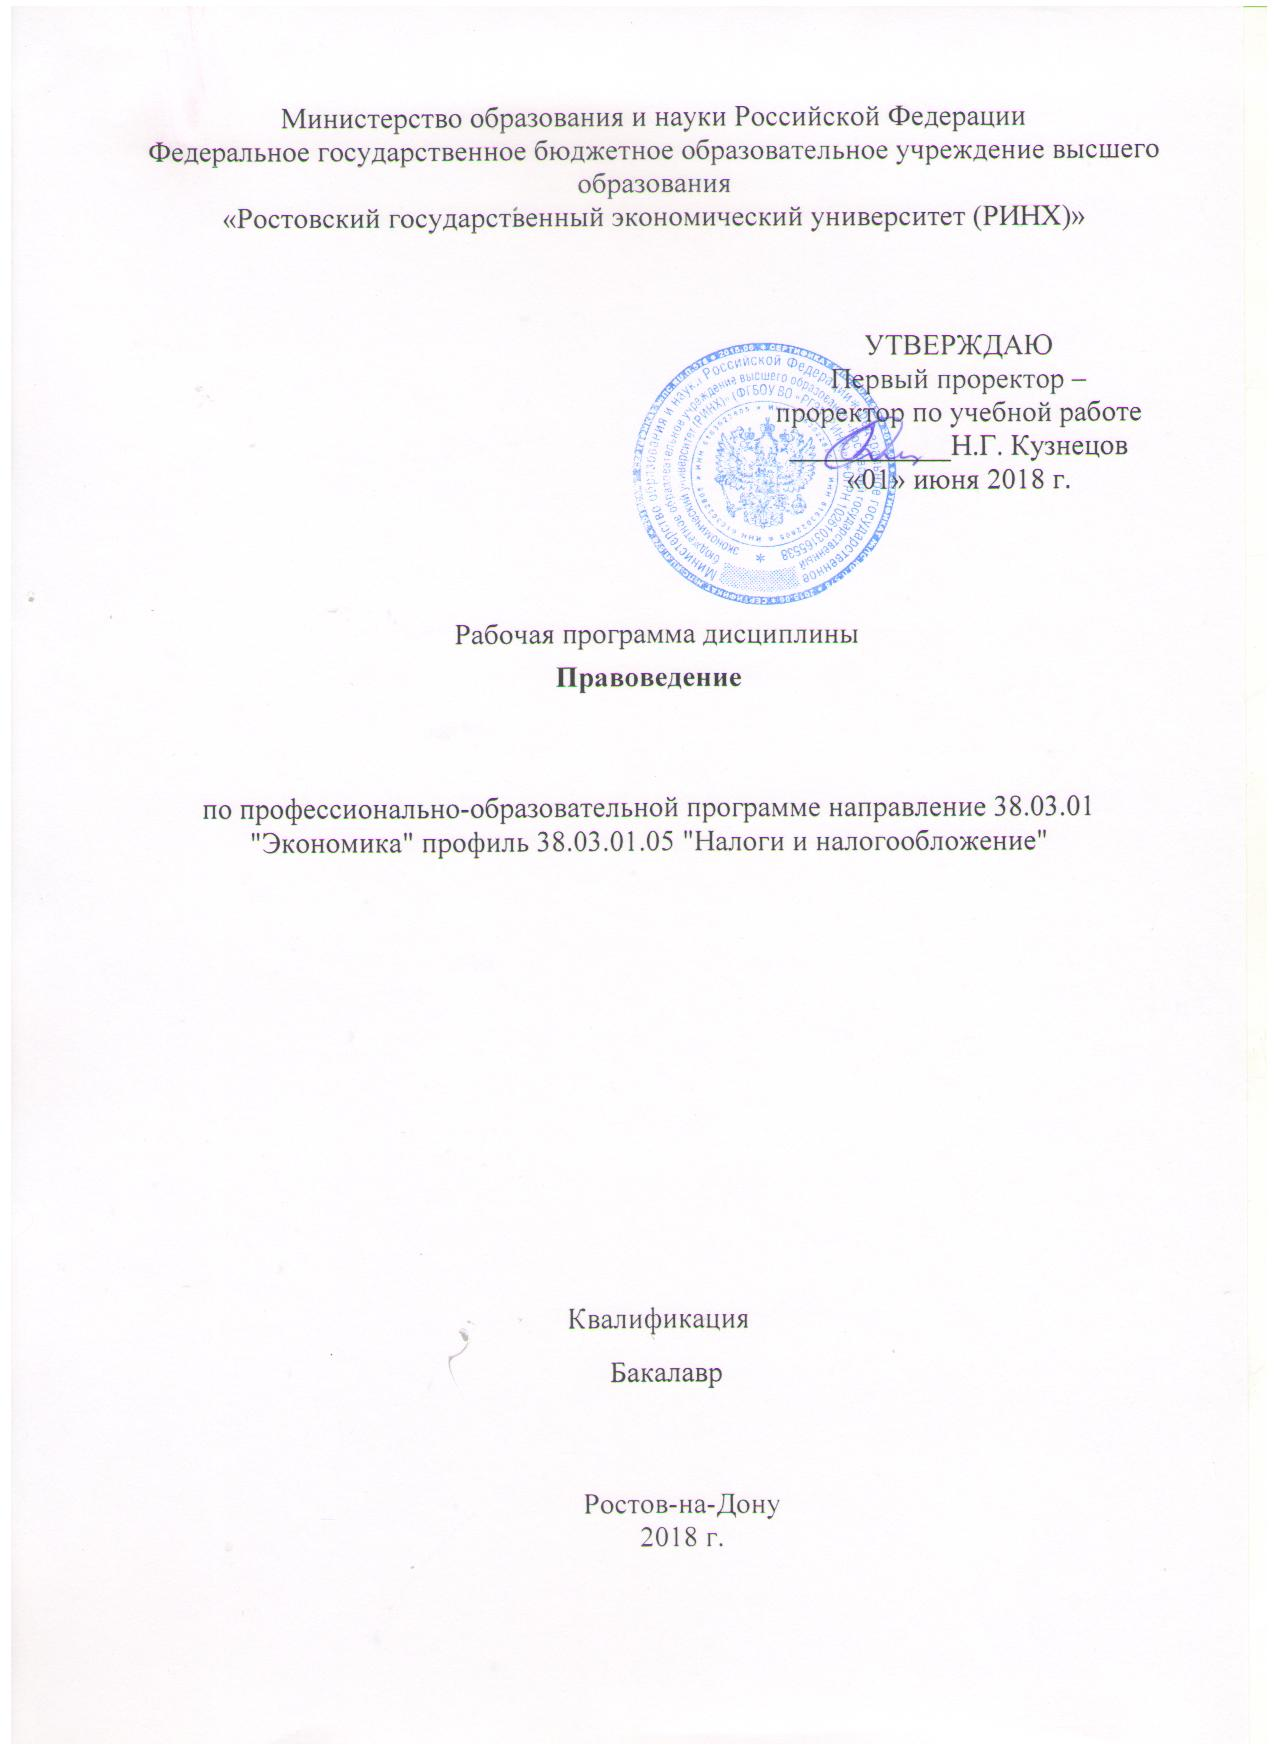 Министерство образования и науки Российской Федерации
Федеральное государственное бюджетное образовательное учреждение высшего
образования
«Ростовский государственный экономический университет (РИНХ)»
УТВЕРЖДАЮ
Первый проректор –
проректор по учебной работе
____________Н.Г. Кузнецов
«01» июня 2018 г.
Рабочая программа дисциплины
Правоведение
по профессионально-образовательной программе направление 38.03.01
"Экономика" профиль 38.03.01.05 "Налоги и налогообложение"
Квалификация
Бакалавр
Ростов-на-Дону
2018 г.